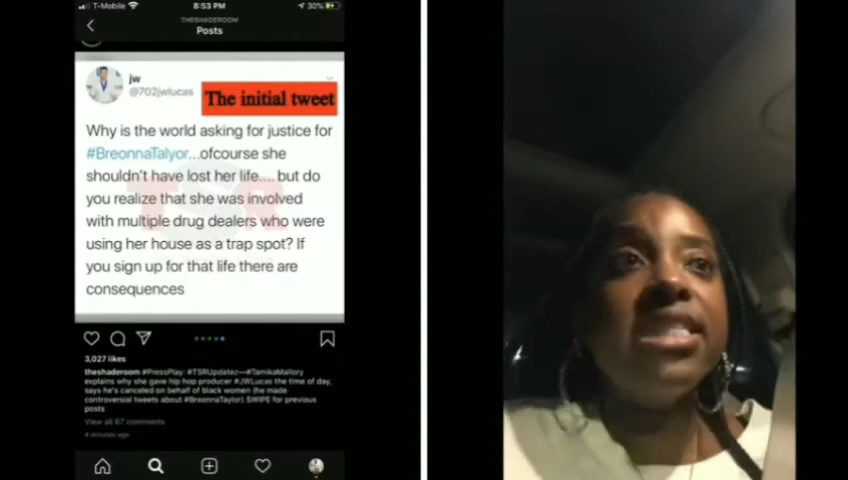 T-Mobile
8:53 PM
30%
THESHADEROOM
Posts
jw
@702jwlucas
The initial tweet
Why is the world asking for justice for
#BreonnaTalyor...ofcourse she
shouldn't have lost her life.... but do
you realize that she was involved
with multiple drug dealers who were
using her house as a trap spot? If
you sign up for that life there are
consequences
TSR
3,027 likes
theshaderoom #PressPlay: #TSRUpdatez—#TamikaMallory
explains why she gave hip hop producer #JWLucas the time of day,
says he's canceled on behalf of black women (he made
controversial tweets about #BreonnaTaylor) SWIPE for previous
posts
View all 67 comments
4 minutes ago